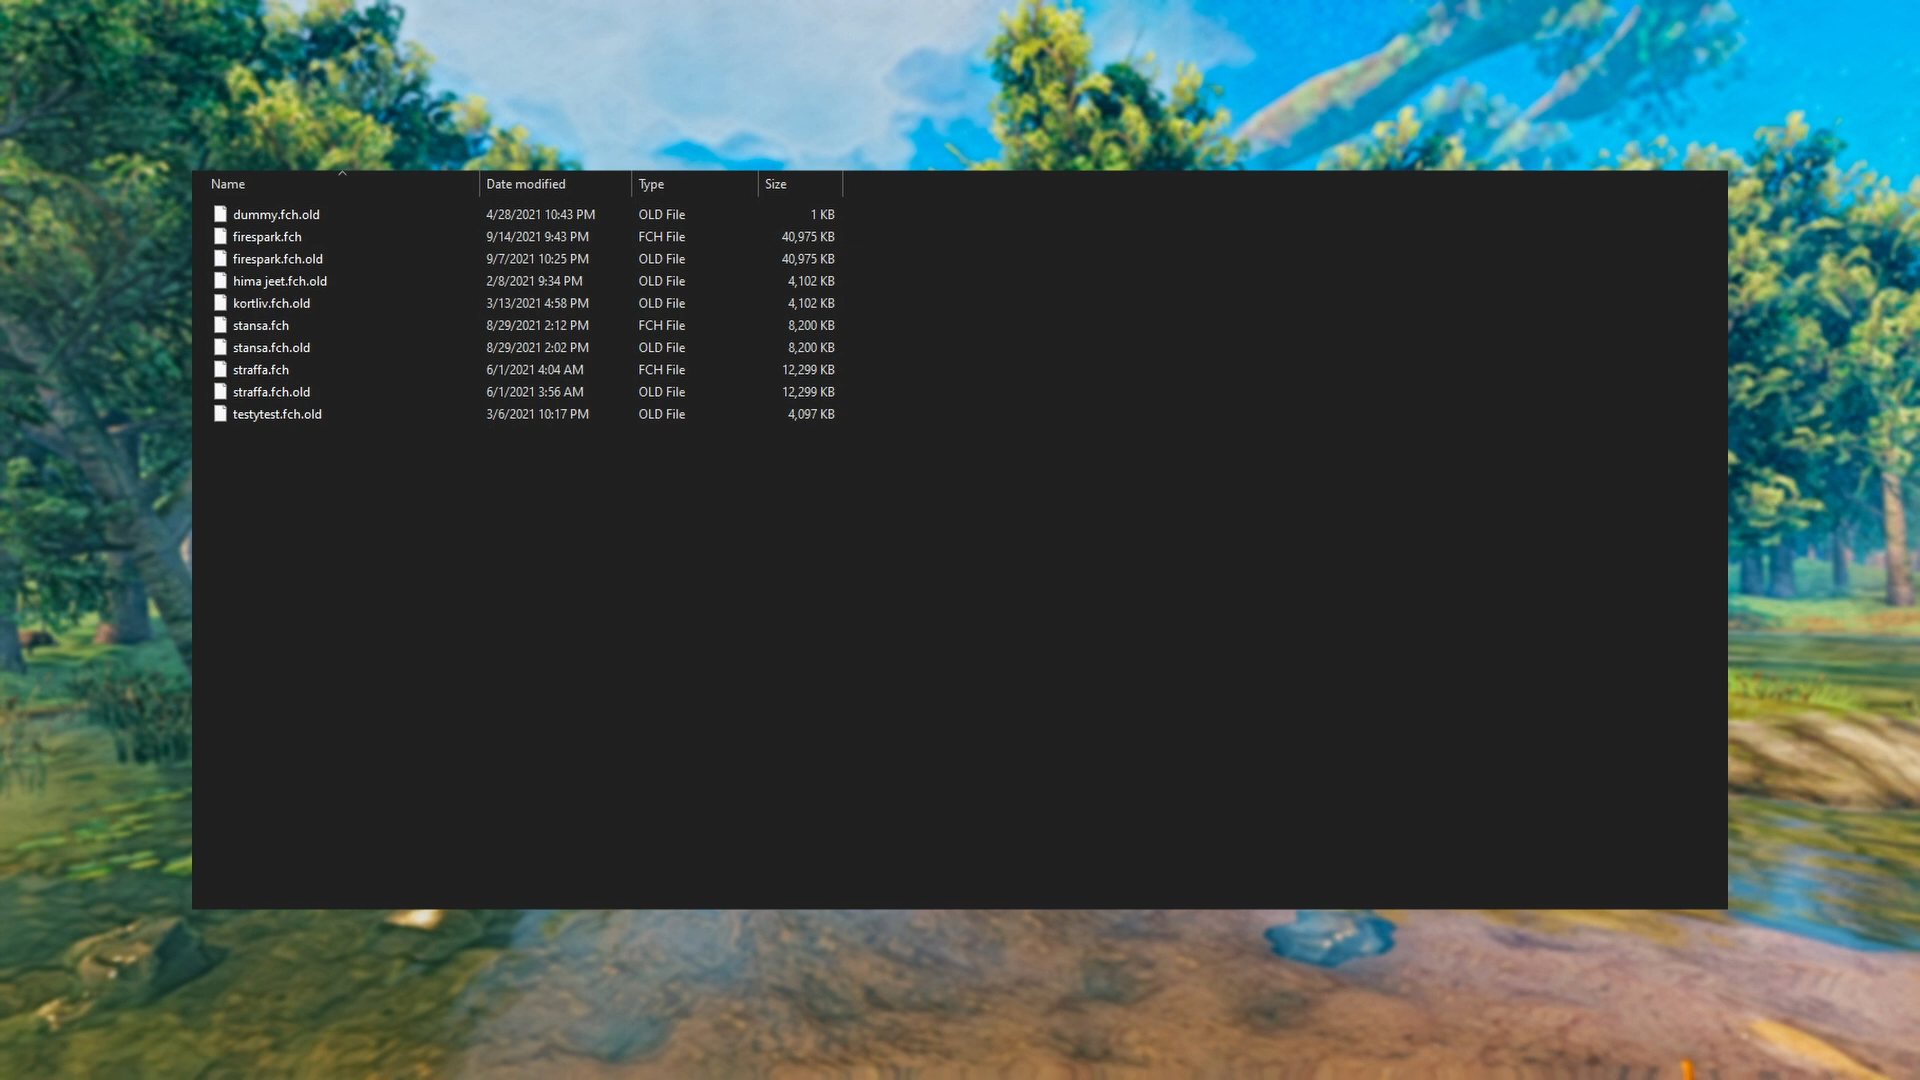 Name Date modified Type Size
dummy.fch.old 4/28/2021 10:43 PM OLD File 1 KB
firespark.fch 9/14/2021 9:43 PM FCH File 40,975 KB
firespark.fch.old 9/7/2021 10:25 PM OLD File 40,975 KB
hima jeet.fch.old 2/8/2021 9:34 PM OLD File 4,102 KB
kortliv.fch.old 3/13/2021 4:58 PM OLD File 4,102 KB
stansa.fch 8/29/2021 2:12 PM FCH File 8,200 KB
stansa.fch.old 8/29/2021 2:02 PM OLD File 8,200 KB
straffa.fch 6/1/2021 4:04 AM FCH File 12,299 KB
straffa.fch.old 6/1/2021 3:56 AM OLD File 12,299 KB
testytest.fch.old 3/6/2021 10:17 PM OLD File 4,097 KB